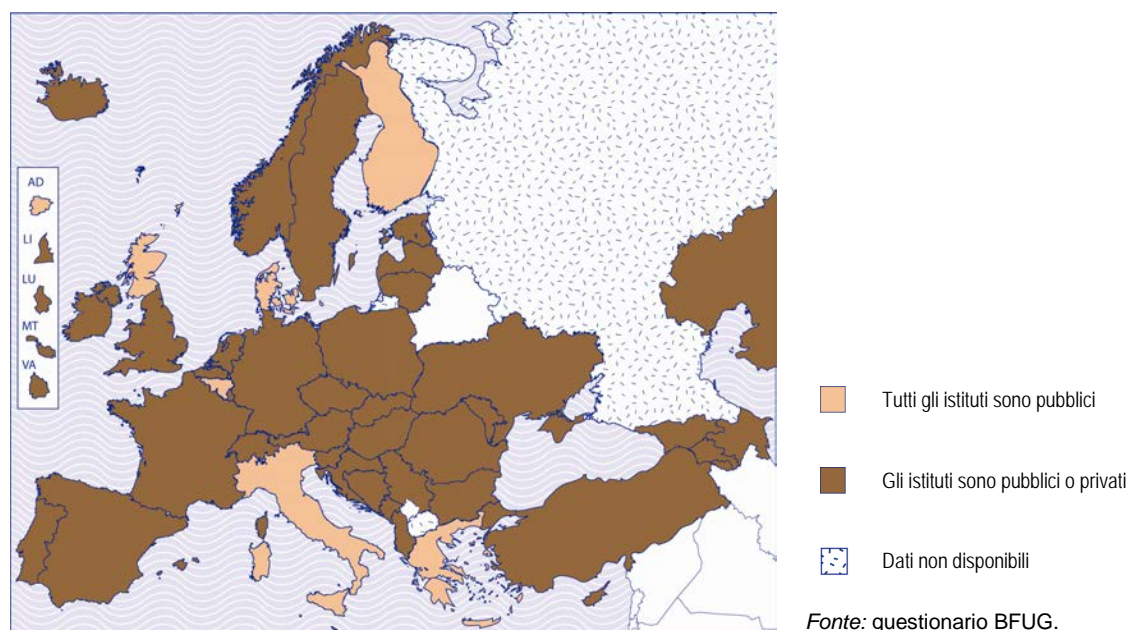 AD
LI
LU
MT
VA
Tutti gli istituti sono pubblici
Gli istituti sono pubblici o privati
Dati non disponibili
Fonte: questionario BFUG.